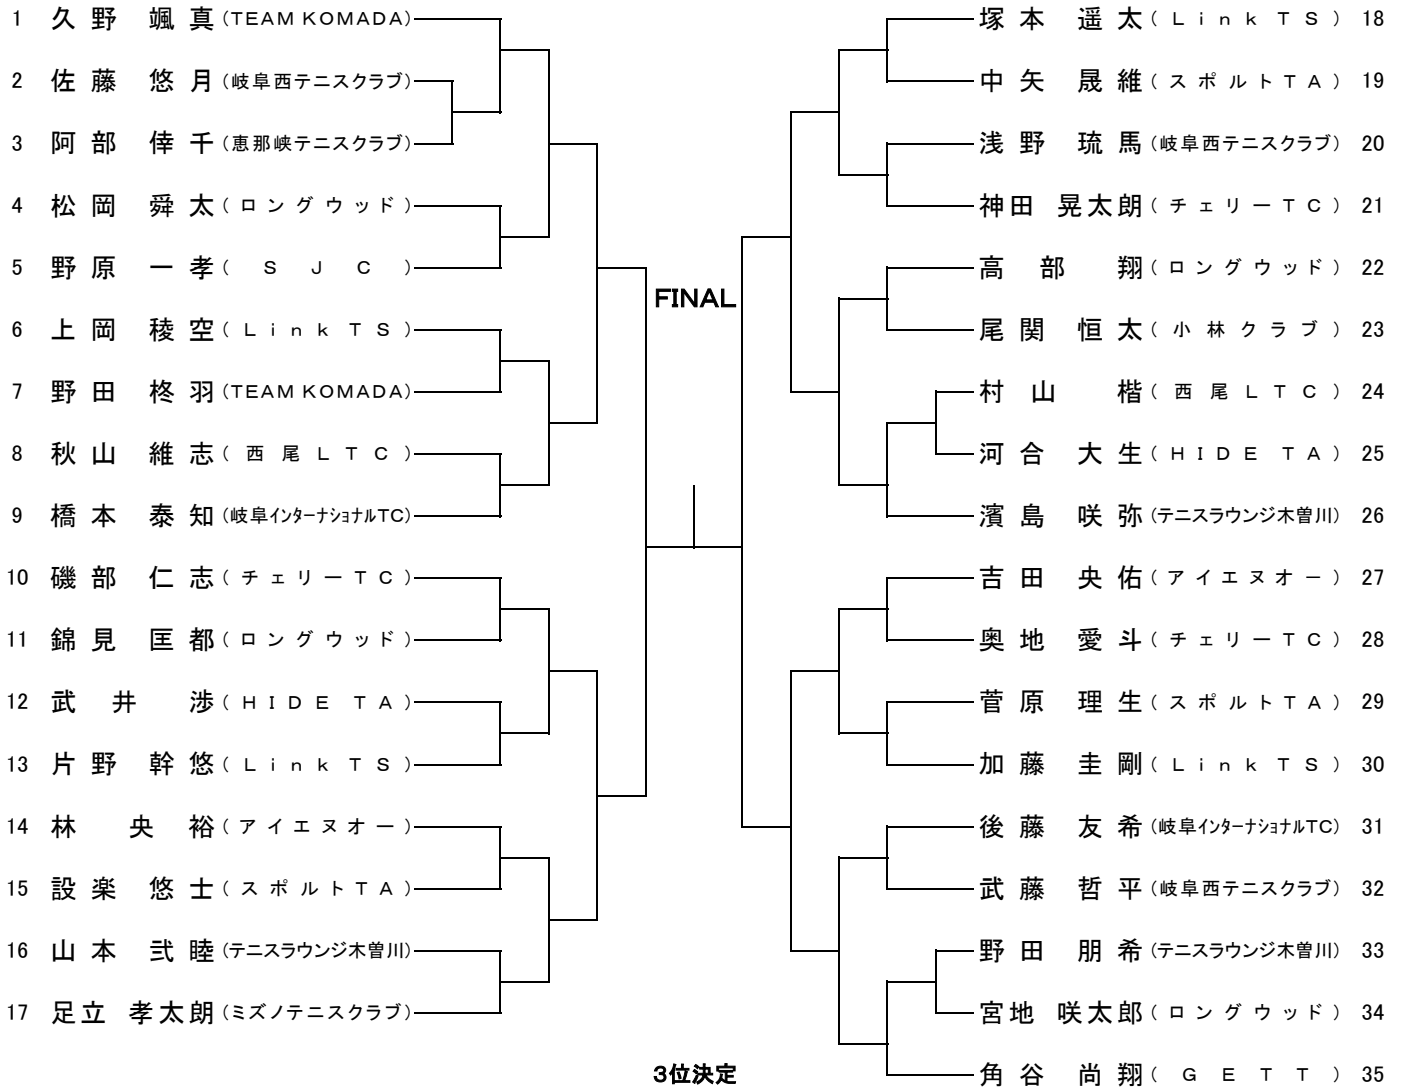 1 久野 颯真 (TEAM KOMADA)
2 佐藤 悠月 (岐阜西テニスクラブ)
3 阿部 倖千 (恵那峡テニスクラブ)
4 松岡 舜太 (ロングウッド)
5 野原 一孝 (SJC)
6 上岡 稜空 (Link TS)
7 野田 柊羽 (TEAM KOMADA)
8 秋山 維志 (西尾LTC)
9 橋本 泰知 (岐阜インターナショナルTC)
10 磯部 仁志 (チェリーTC)
11 錦見 匡都 (ロングウッド)
12 武井 渉 (HIDE TA)
13 片野 幹悠 (Link TS)
14 林 央裕 (アイエヌオー)
15 設楽 悠士 (スポルトTA)
16 山本 弐睦 (テニスラウンジ木曽川)
17 足立 孝太朗 (ミズノテニスクラブ)
FINAL
3位決定
塚本 遥太 (Link TS) 18
中矢 晟維 (スポルトTA) 19
浅野 琉馬 (岐阜西テニスクラブ) 20
神田 晃太朗 (チェリーTC) 21
高部 翔 (ロングウッド) 22
尾関 恒太 (小林クラブ) 23
村山 楷 (西尾LTC) 24
河合 大生 (HIDE TA) 25
濱島 咲弥 (テニスラウンジ木曽川) 26
吉田 央佑 (アイエヌオー) 27
奥地 愛斗 (チェリーTC) 28
菅原 理生 (スポルトTA) 29
加藤 圭剛 (Link TS) 30
後藤 友希 (岐阜インターナショナルTC) 31
武藤 哲平 (岐阜西テニスクラブ) 32
野田 朋希 (テニスラウンジ木曽川) 33
宮地 咲太郎 (ロングウッド) 34
角谷 尚翔 (GETT) 35